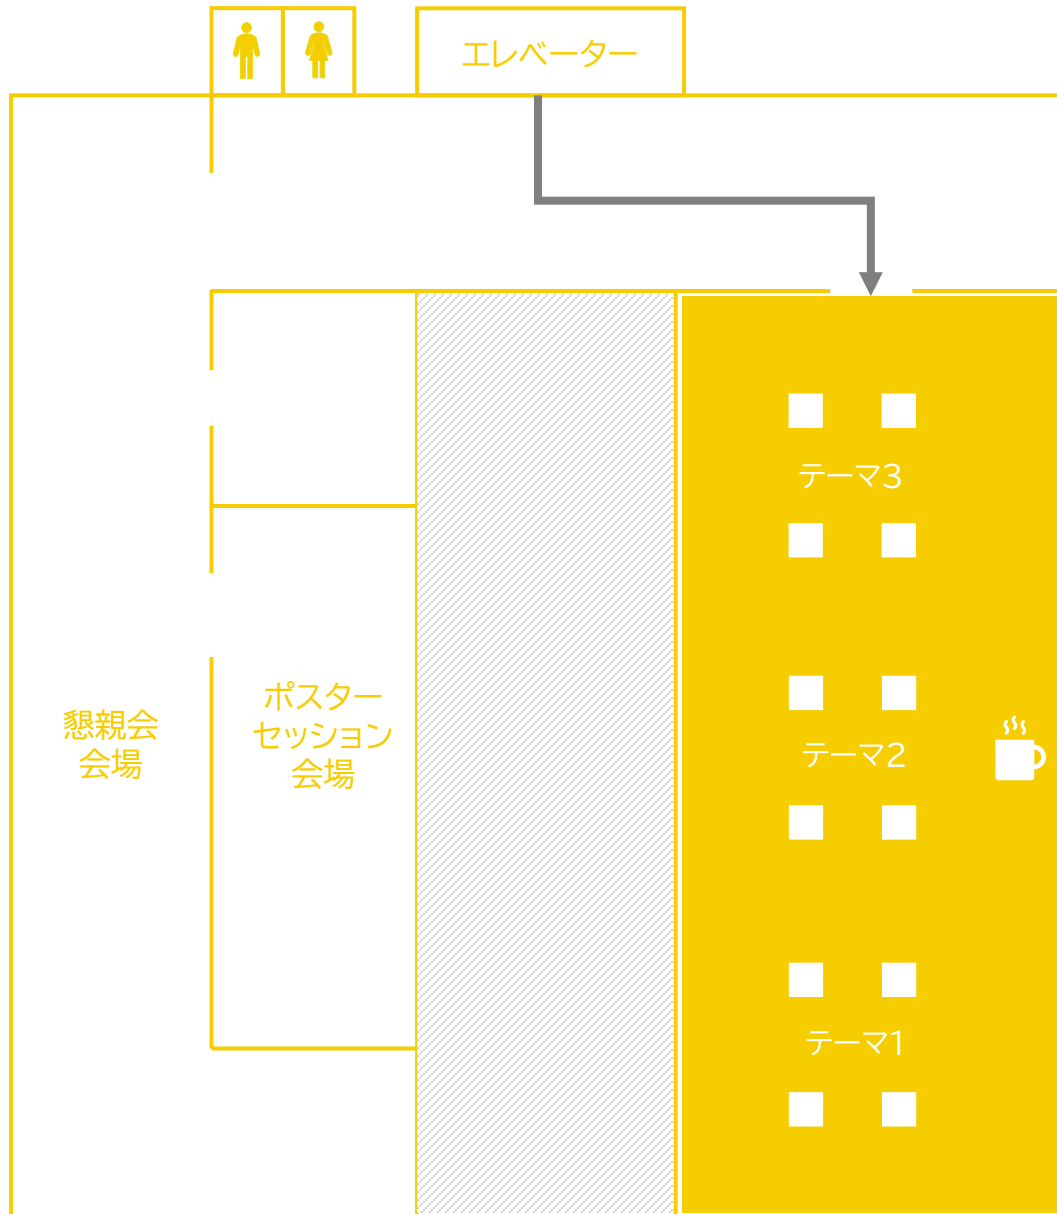 エレベーター
テーマ3
懇親会
会場
ポスター
セッション
会場
テーマ2
テーマ1